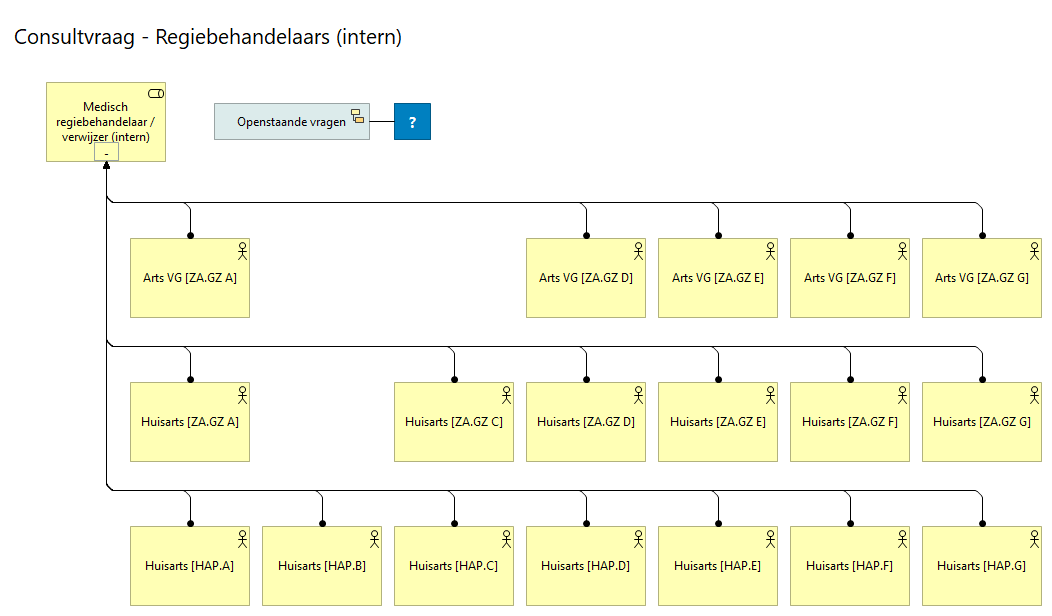 Consultvraag - Regiebehandelaars (intern)
Medisch
regiebehandelaar /
verwijzer (intern)
-
Openstaande vragen
?
Arts VG [ZA.GZ A]
Arts VG [ZA.GZ D]
Arts VG [ZA.GZ E]
Arts VG [ZA.GZ F]
Arts VG [ZA.GZ G]
Huisarts [ZA.GZ A]
Huisarts [ZA.GZ C]
Huisarts [ZA.GZ D]
Huisarts [ZA.GZ E]
Huisarts [ZA.GZ F]
Huisarts [ZA.GZ G]
Huisarts [HAP.A]
Huisarts [HAP.B]
Huisarts [HAP.C]
Huisarts [HAP.D]
Huisarts [HAP.E]
Huisarts [HAP.F]
Huisarts [HAP.G]